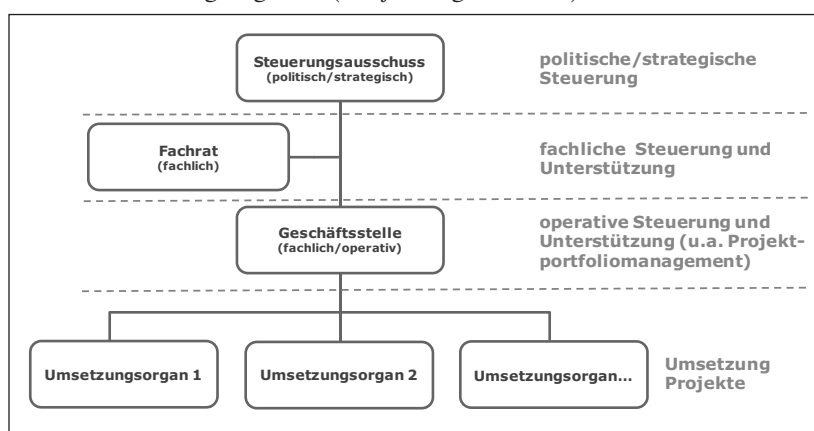 Steuerungsausschuss
(politisch/strategisch)
politische/strategische
Steuerung
Fachrat
(fachlich)
fachliche Steuerung und
Unterstützung
Geschäftsstelle
(fachlich/operativ)
operative Steuerung und
Unterstützung (u.a. Projekt-
portfoliomanagement)
Umsetzungsorgan 1
Umsetzungsorgan 2
Umsetzungsorgan...
Umsetzung
Projekte